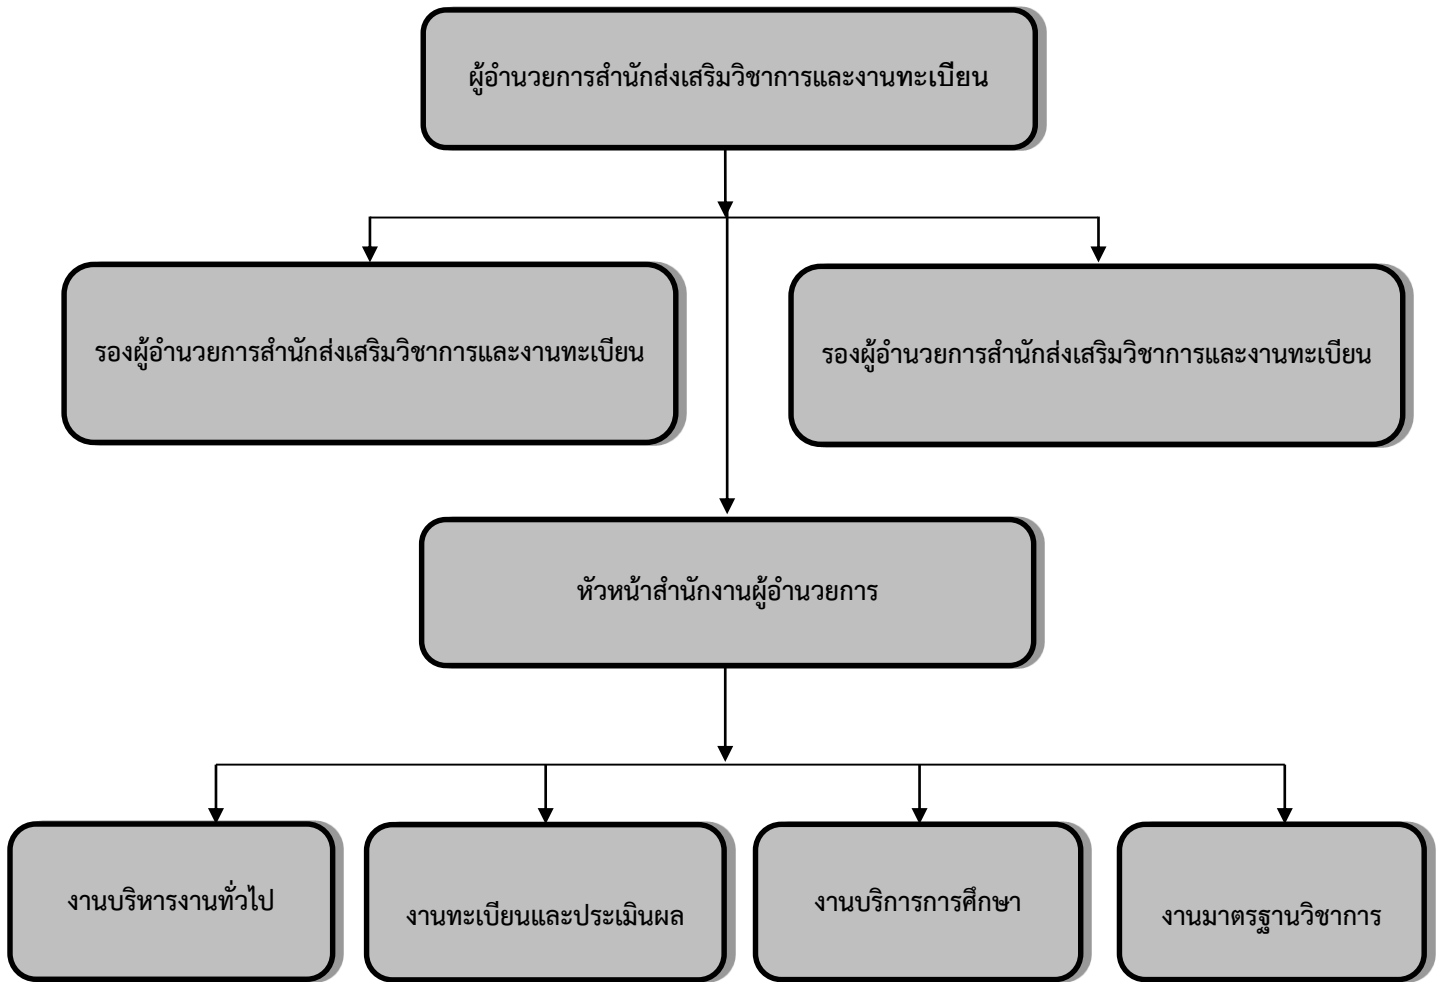 ผู้อำนวยการสำนักส่งเสริมวิชาการและงานทะเบียน
รองผู้อำนวยการสำนักส่งเสริมวิชาการและงานทะเบียน
รองผู้อำนวยการสำนักส่งเสริมวิชาการและงานทะเบียน
หัวหน้าสำนักงานผู้อำนวยการ
งานบริหารงานทั่วไป
งานทะเบียนและประเมินผล
งานบริการการศึกษา
งานมาตรฐานวิชาการ